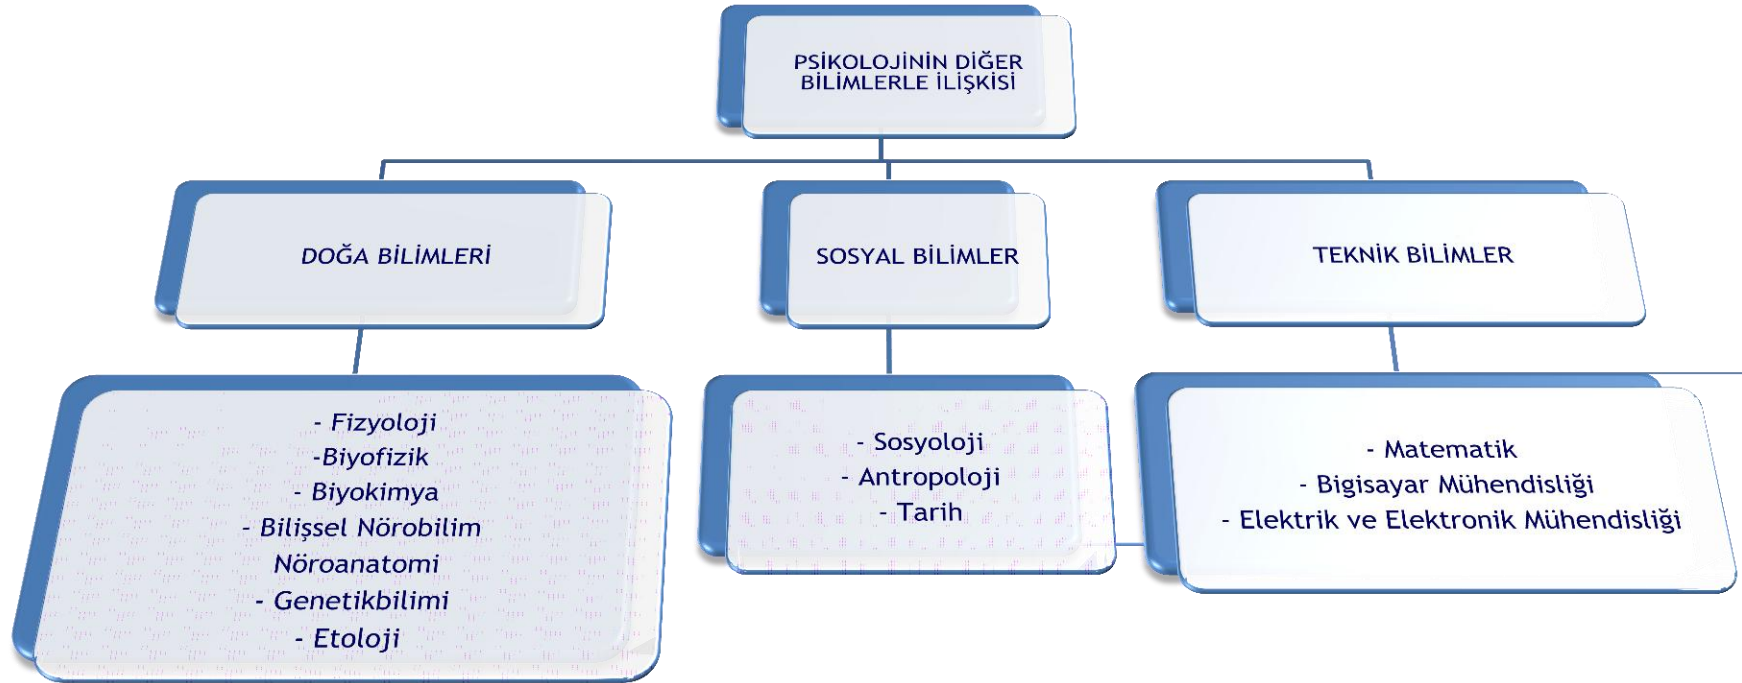 PSİKOLOJİNİN DİĞER
BİLİMLERLE İLİŞKİSİ
DOĞA BİLİMLERİ
SOSYAL BİLİMLER
TEKNİK BİLİMLER
- Fizyoloji
-Biyofizik
- Biyokimya
- Bilişsel Nörobilim
Nöroanatomi
- Genetikbilimi
- Etoloji
- Sosyoloji
- Antropoloji
- Tarih
- Matematik
- Bigisayar Mühendisliği
- Elektrik ve Elektronik Mühendisliği